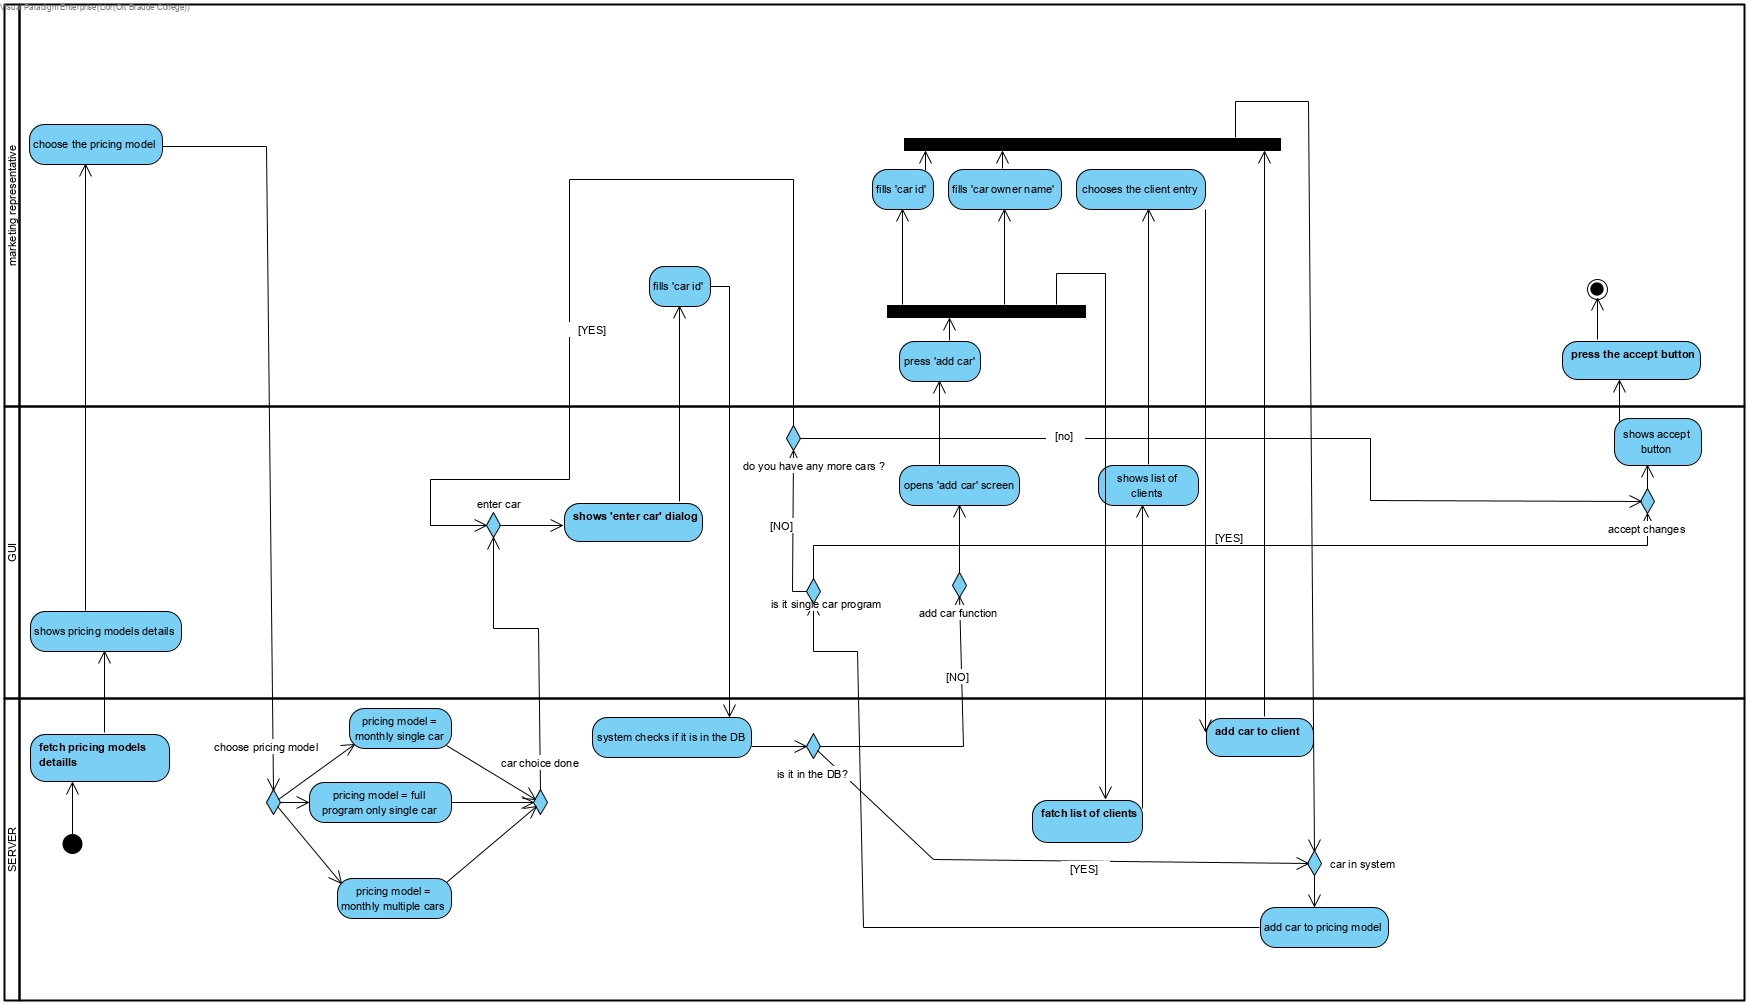 Visual Paradigm Enterprise(Dor(Ort Braude College))
marketing representative
choose the pricing model
fills 'car id'
fills 'car owner name'
chooses the client entry
fills 'car id'
[YES]
press 'add car'
press the accept button
GUI
do you have any more cars ?
[no]
shows accept
button
enter car
shows 'enter car' dialog
opens 'add car' screen
shows list of
clients
[NO]
[YES]
accept changes
is it single car program
add car function
shows pricing models details
[NO]
SERVER
fetch pricing models
detaills
choose pricing model
pricing model =
monthly single car
pricing model = full
program only single car
pricing model =
monthly multiple cars
car choice done
system checks if it is in the DB
is it in the DB?
add car to client
fatch list of clients
[YES]
car in system
add car to pricing model